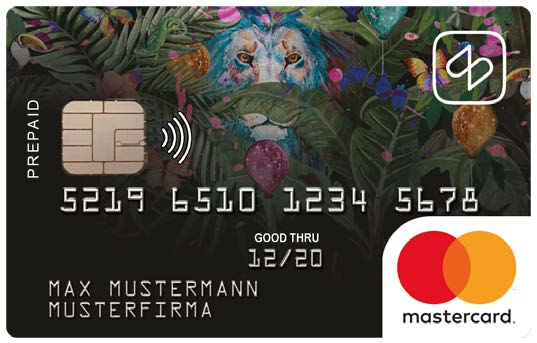 PREPAID
5219 6510 1234 5678
GOOD THRU
12/20
MAX MUSTERMANN
MUSTERFIRMA
mastercard.